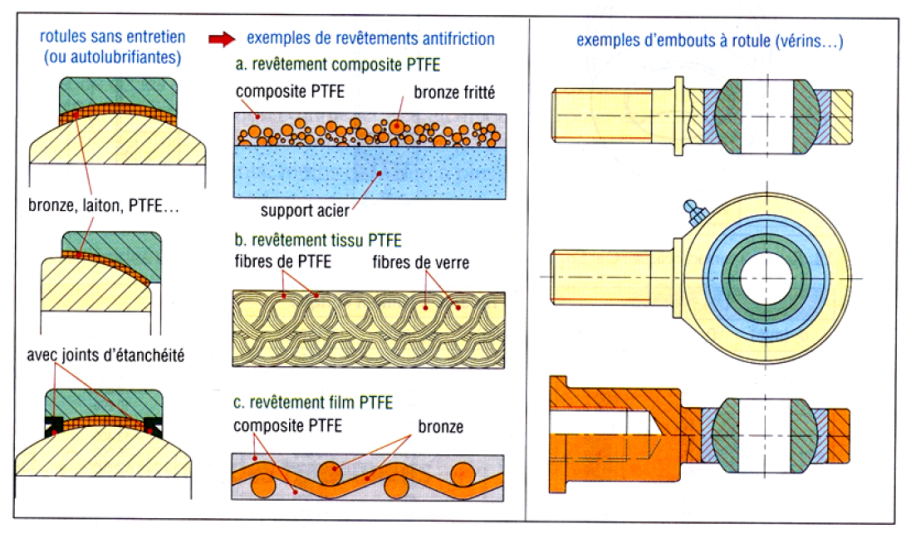 rotules sans entretien
(ou autolubrifiantes)
exemples de revêtements antifriction
a. revêtement composite PTFE
composite PTFE
bronze fritté
support acier
bronze, laiton, PTFE…
b. revêtement tissu PTFE
fibres de PTFE
fibres de verre
avec joints d'étanchéité
c. revêtement film PTFE
composite PTFE
bronze
exemples d'embouts à rotule (vérins…)